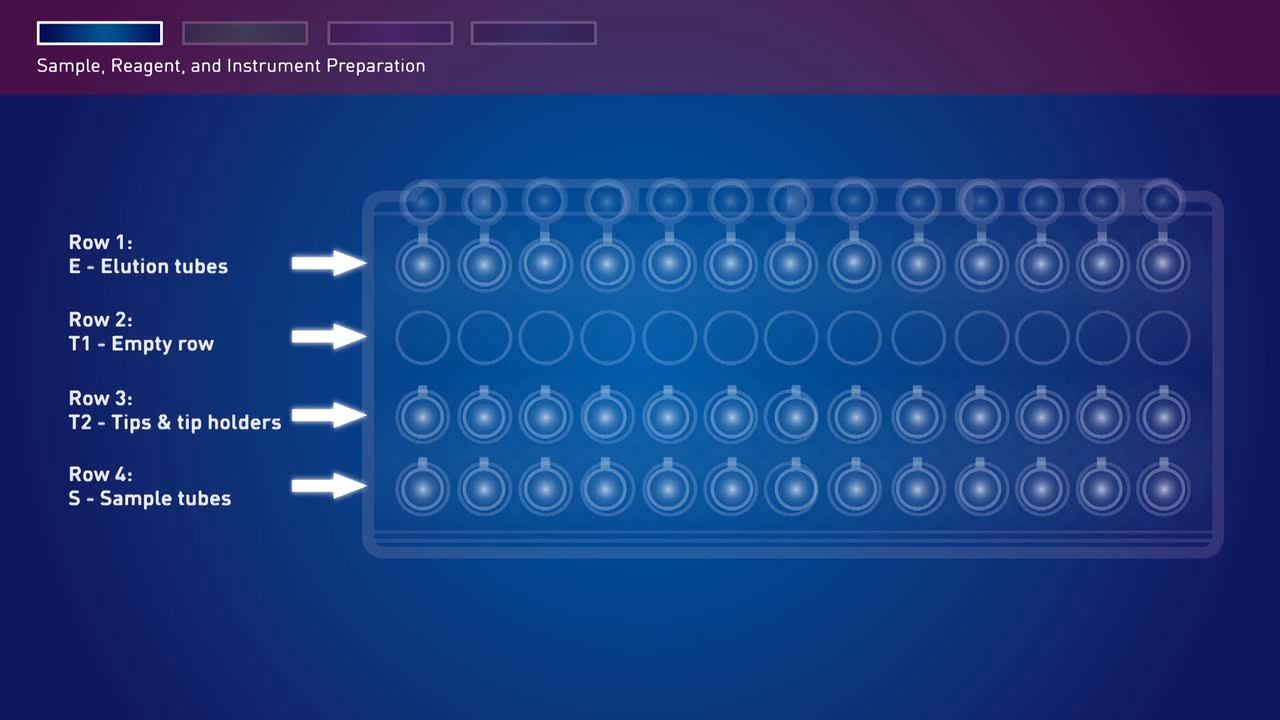 Sample, Reagent, and Instrument Preparation
Row 1:
E - Elution tubes
Row 2:
T1 - Empty row
Row 3:
T2 - Tips & tip holders
Row 4:
S - Sample tubes